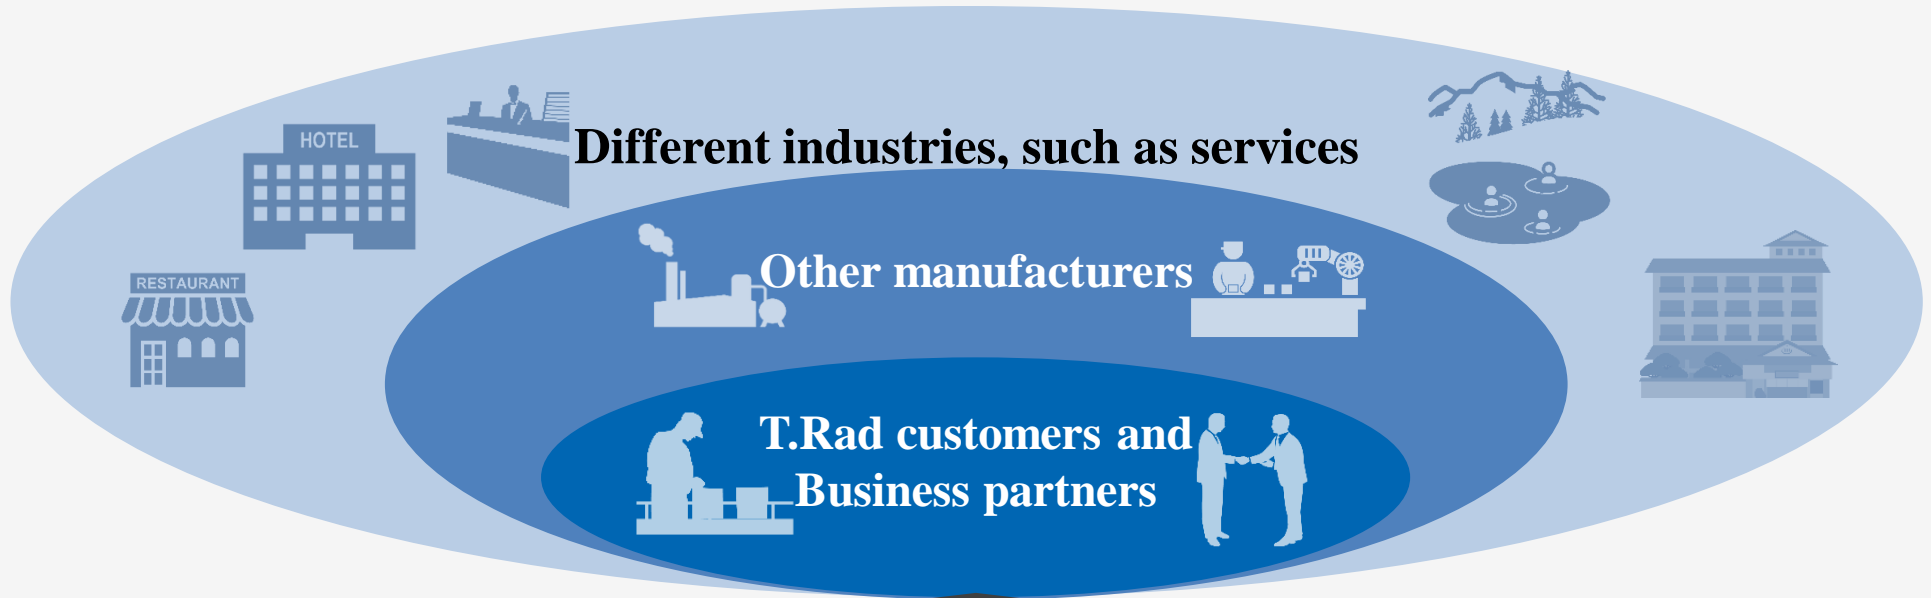 Different industries, such as services
HOTEL
RESTAURANT
Other manufacturers
T.Rad customers and
Business partners